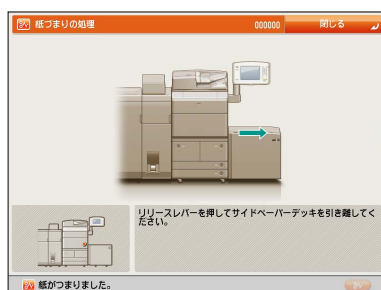 紙づまりの処理
000000
閉じる
リリースレバーを押してサイドペーパーデッキを引き離してく
ださい。
紙がつまりました。